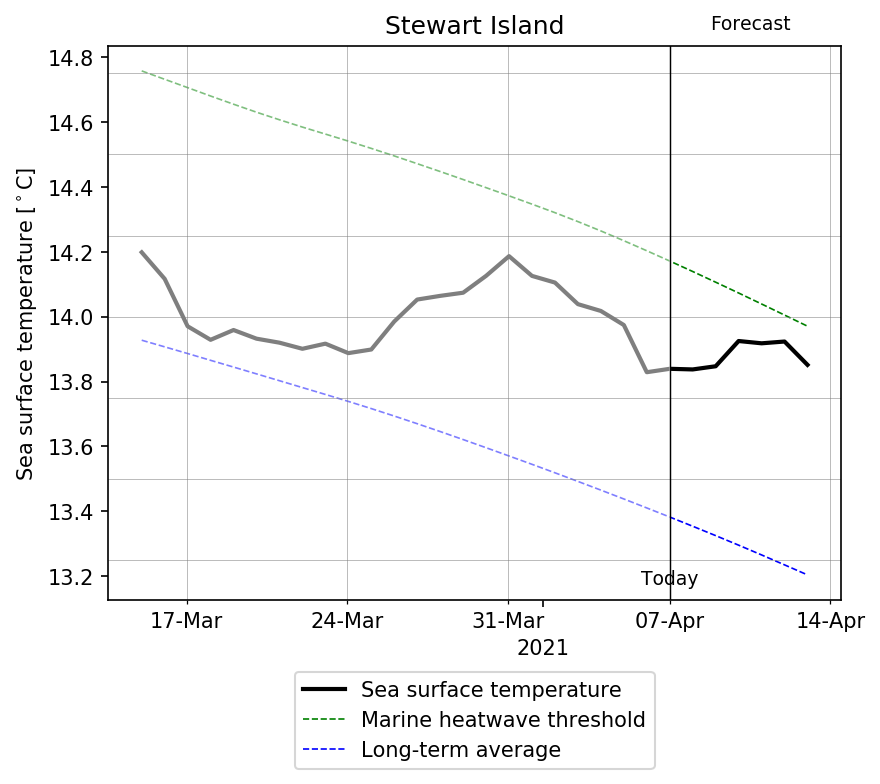 Stewart Island
Forecast
Sea surface temperature [°C]
14.8
14.6
14.4
14.2
14.0
13.8
13.6
13.4
13.2
Today
17-Mar
24-Mar
31-Mar
07-Apr
14-Apr
2021
Sea surface temperature
Marine heatwave threshold
Long-term average